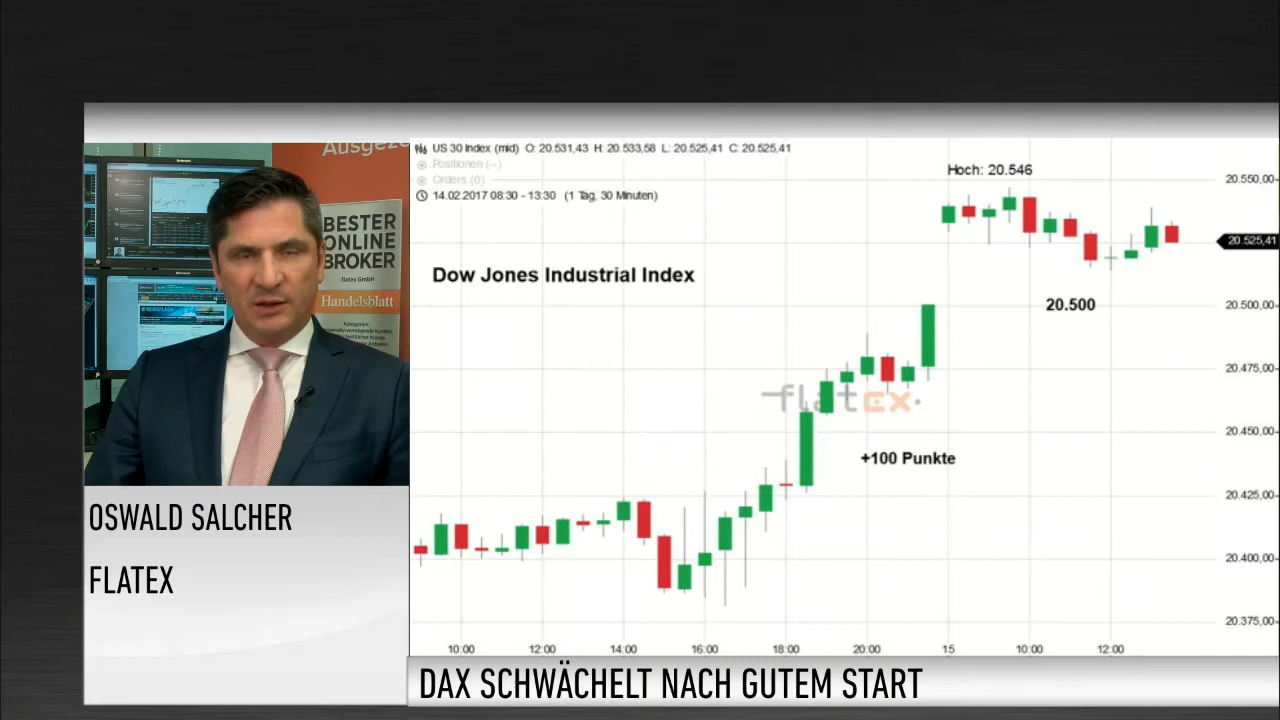 Ausgeze
BESTER
ONLINE
BROKER
flatex GmbH
Handelsblatt
US 30 Index (mid) O: 20.531,43 H: 20.533,58 L: 20.525,41 C: 20.525,41
Positionen (--)
Orders (0)
14.02.2017 08:30 - 13:30 (1 Tag, 30 Minuten)
Hoch: 20.546
20.550,00
20.525,41
Dow Jones Industrial Index
20.500
20.500,00
20.475,00
flatex
20.450,00
+100 Punkte
20.425,00
20.400,00
20.375,00
10:00 12:00 14:00 16:00 18:00 20:00 15 10:00 12:00
OSWALD SALCHER
FLATEX
DAX SCHWÄCHELT NACH GUTEM START